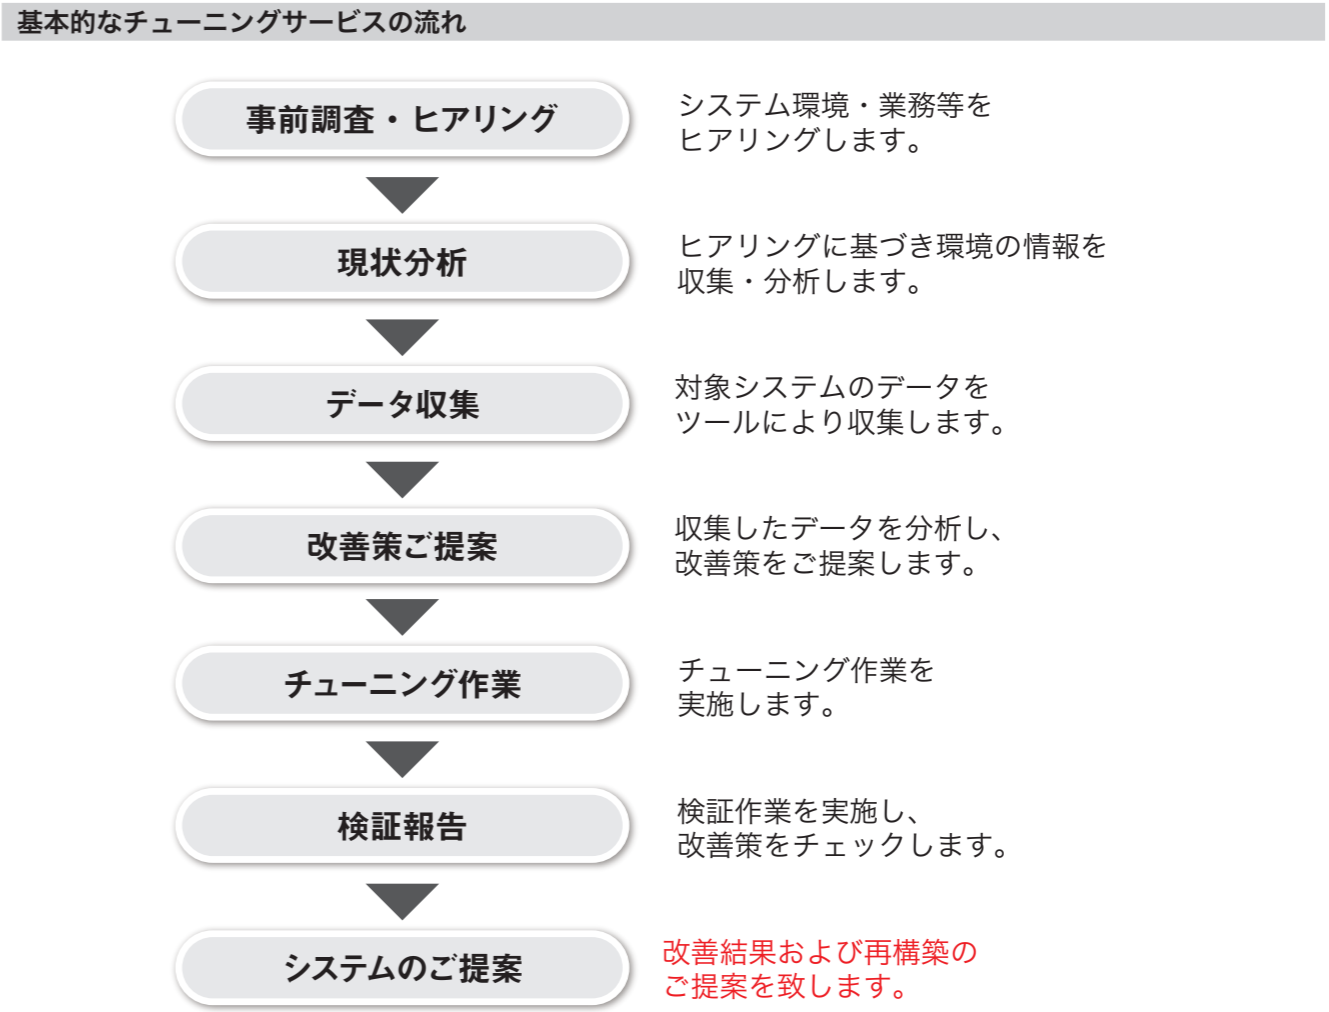 基本的なチューニングサービスの流れ
事前調査・ヒアリング
システム環境・業務等を
ヒアリングします。
現状分析
ヒアリングに基づき環境の情報を
収集・分析します。
データ収集
対象システムのデータを
ツールにより収集します。
改善策ご提案
収集したデータを分析し、
改善策をご提案します。
チューニング作業
チューニング作業を
実施します。
検証報告
検証作業を実施し、
改善策をチェックします。
システムのご提案
改善結果および再構築の
ご提案を致します。